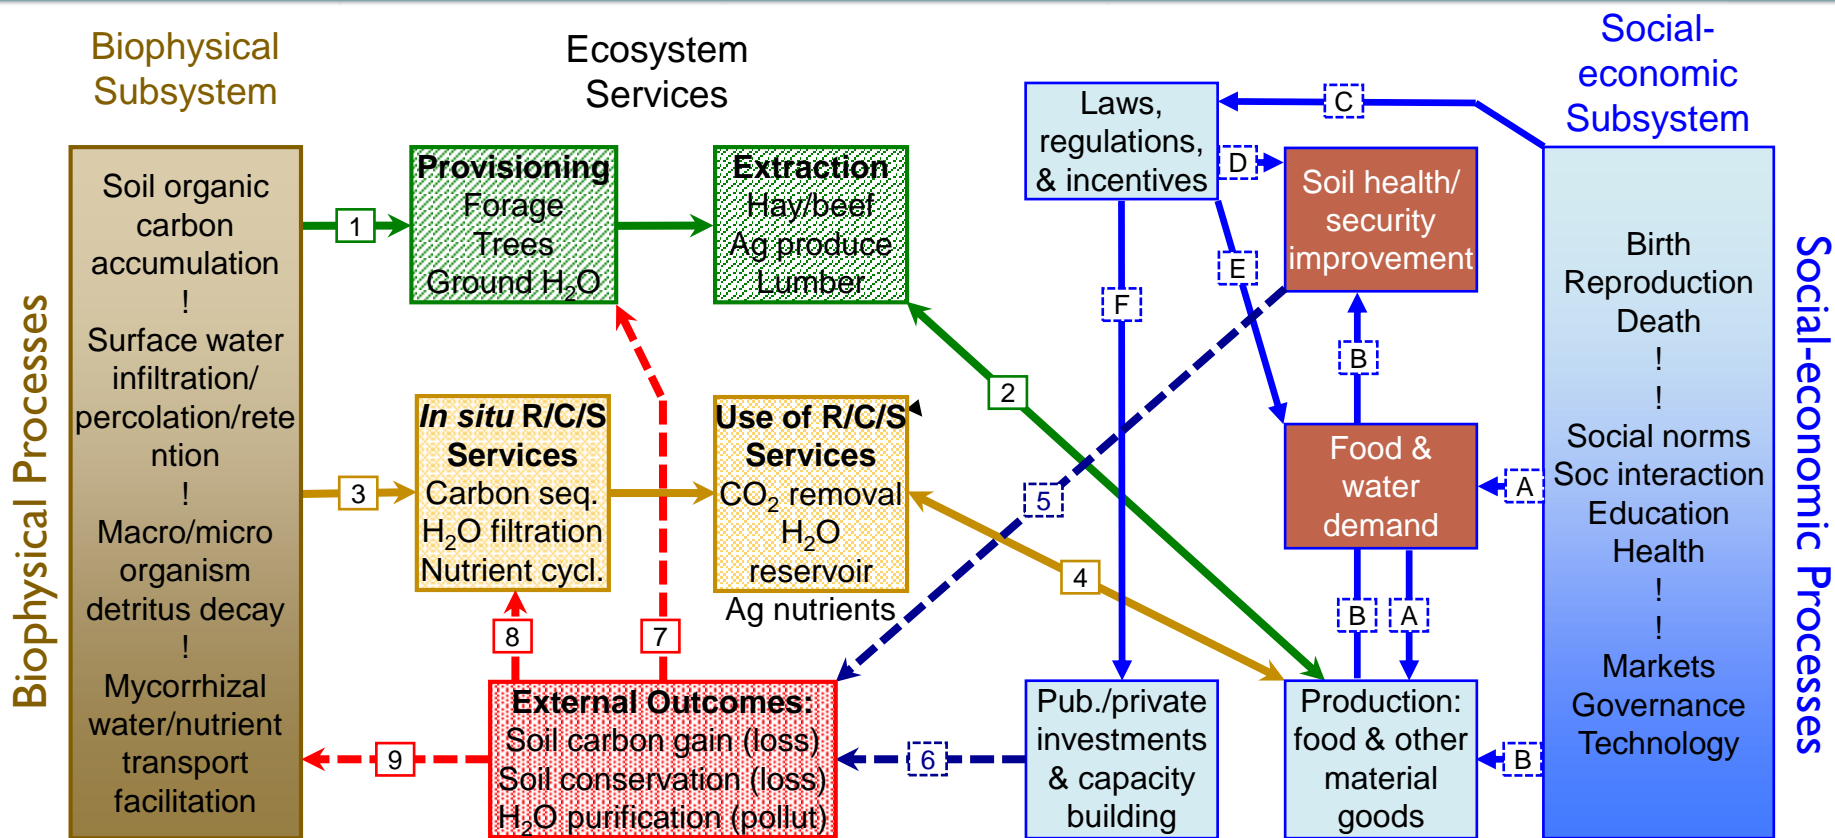 Biophysical
Subsystem
Ecosystem
Services
Social-
economic
Subsystem
Biophysical Processes
Soil organic
carbon
accumulation
!
Surface water
infiltration/
percolation/rete
ntion
!
Macro/micro
organism
detritus decay
!
Mycorrhizal
water/nutrient
transport
facilitation
1
3
9
Provisioning
Forage
Trees
Ground H₂O
Extraction
Hay/beef
Ag produce
Lumber
In situ R/C/S
Services
Carbon seq.
H₂O filtration
Nutrient cycl.
Use of R/C/S
Services
CO₂ removal
H₂O
reservoir
Ag nutrients
8
7
External Outcomes:
Soil carbon gain (loss)
Soil conservation (loss)
H₂O purification (pollut)
2
5
4
6
Laws,
regulations,
& incentives
C
D
E
F
Soil health/
security
improvement
B
Food &
water
demand
A
B
A
Pub./private
investments
& capacity
building
Production:
food & other
material
goods
B
Birth
Reproduction
Death
!
!
Social norms
Soc interaction
Education
Health
!
!
Markets
Governance
Technology
Social-economic Processes